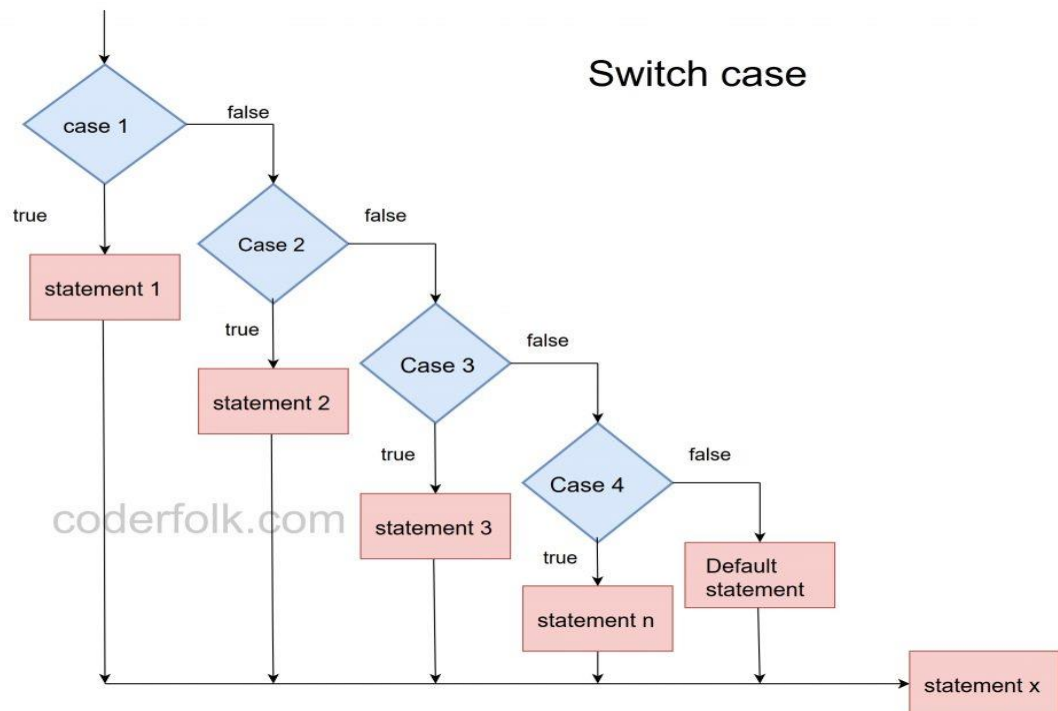 Switch case
case 1
false
true
statement 1
Case 2
false
true
statement 2
Case 3
false
true
statement 3
Case 4
false
true
statement n
Default
statement
statement x
coderfolk.com